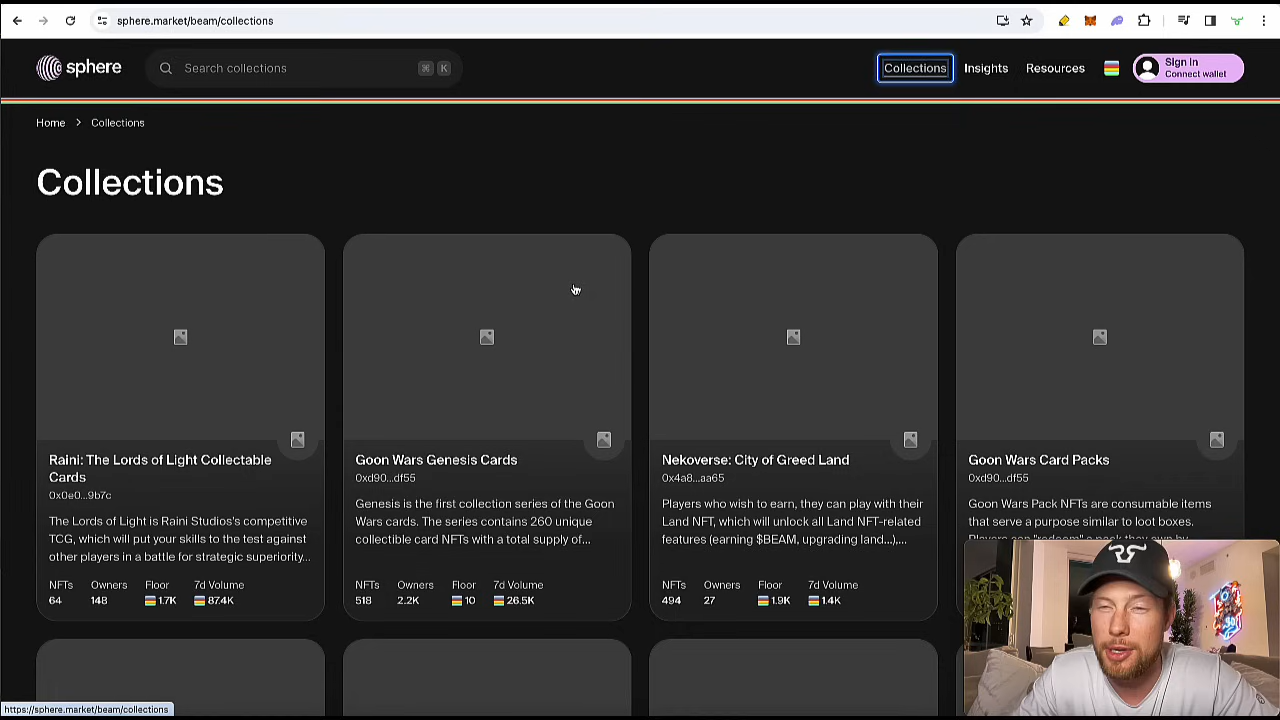 sphere.market/beam/collections
sphere
Search collections
⌘ K
Collections
Insights
Resources
Sign In
Connect wallet
Home > Collections
Collections
Raini: The Lords of Light Collectable
Cards
0x0e0...9b7c
The Lords of Light is Raini Studios's competitive
TCG, which will put your skills to the test against
other players in a battle for strategic superiority...
NFTs Owners Floor 7d Volume
64 148 1.7K 87.4K
Goon Wars Genesis Cards
0xd90...df55
Genesis is the first collection series of the Goon
Wars cards. The series contains 260 unique
collectible card NFTs with a total supply of...
NFTs Owners Floor 7d Volume
518 2.2K 10 26.5K
Nekoverse: City of Greed Land
0x4a8...aa65
Players who wish to earn, they can play with their
Land NFT, which will unlock all Land NFT-related
features (earning $BEAM, upgrading land...),...
NFTs Owners Floor 7d Volume
494 27 1.9K 1.4K
Goon Wars Card Packs
0xd90...df55
Goon Wars Pack NFTs are consumable items
that serve a purpose similar to loot boxes.
Players can "redeem" a pack they own by
https://sphere.market/beam/collections